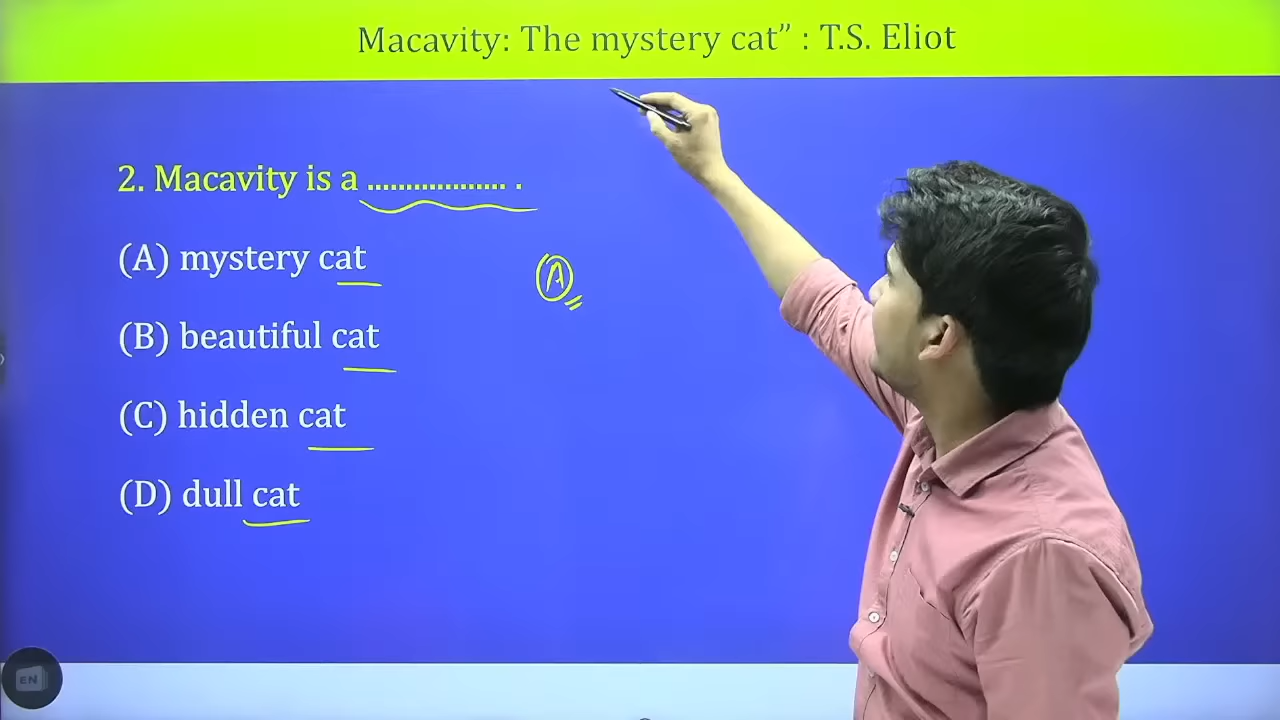 Macavity: The mystery cat” : T.S. Eliot
2. Macavity is a .................. .
(A) mystery cat
A
(B) beautiful cat
(C) hidden cat
(D) dull cat
EN